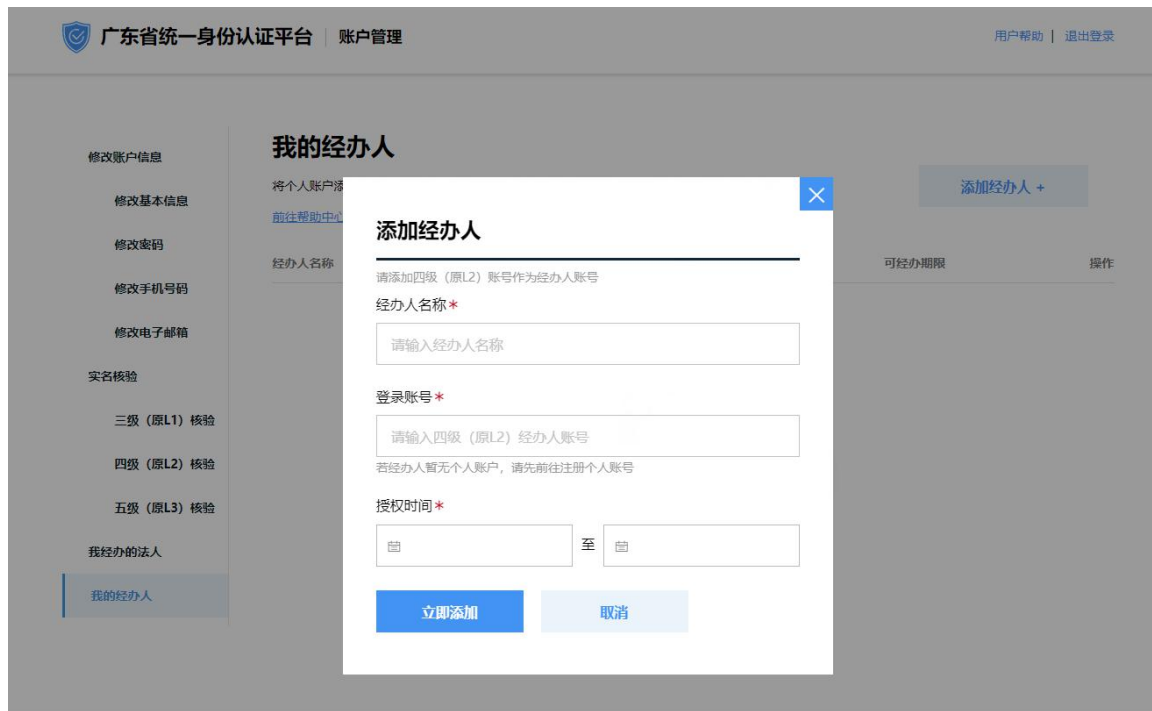 广东省统一身份认证平台 账户管理
用户帮助 | 退出登录
修改账户信息
修改基本信息
修改密码
修改手机号码
修改电子邮箱
实名核验
三级（原L1）核验
四级（原L2）核验
五级（原L3）核验
我经办的法人
我的经办人
我的经办人
将个人账户添
前往帮助中心
添加经办人 +
经办人名称
可经办期限
操作
添加经办人
请添加四级（原L2）账号作为经办人账号
经办人名称*
请输入经办人名称
登录账号*
请输入四级（原L2）经办人账号
若经办人暂无个人账户，请先前往注册个人账号
授权时间*
至
立即添加
取消